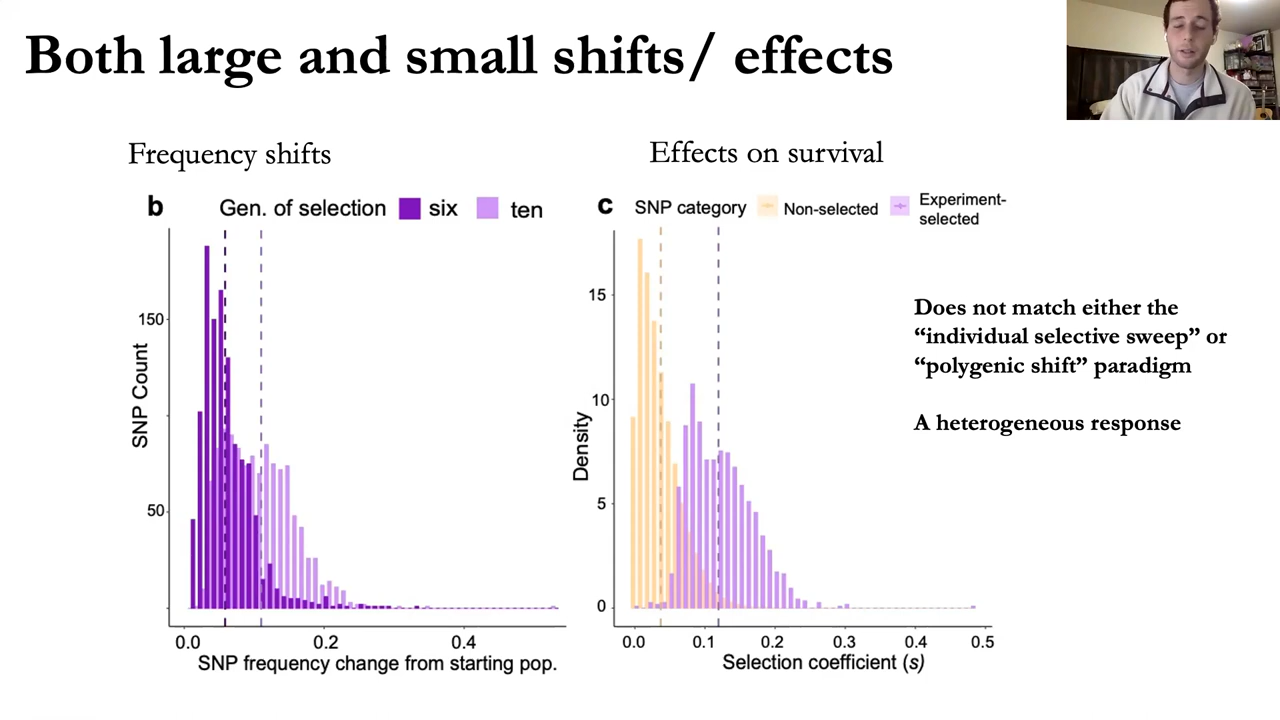 Both large and small shifts/ effects
Frequency shifts
Effects on survival
b Gen. of selection six ten
150
50
SNP Count
0.0 0.2 0.4
SNP frequency change from starting pop.
c SNP category Non-selected Experiment-
selected
15
10
5
0
Density
0.0 0.1 0.2 0.3 0.4 0.5
Selection coefficient (s)
Does not match either the
“individual selective sweep” or
“polygenic shift” paradigm
A heterogeneous response